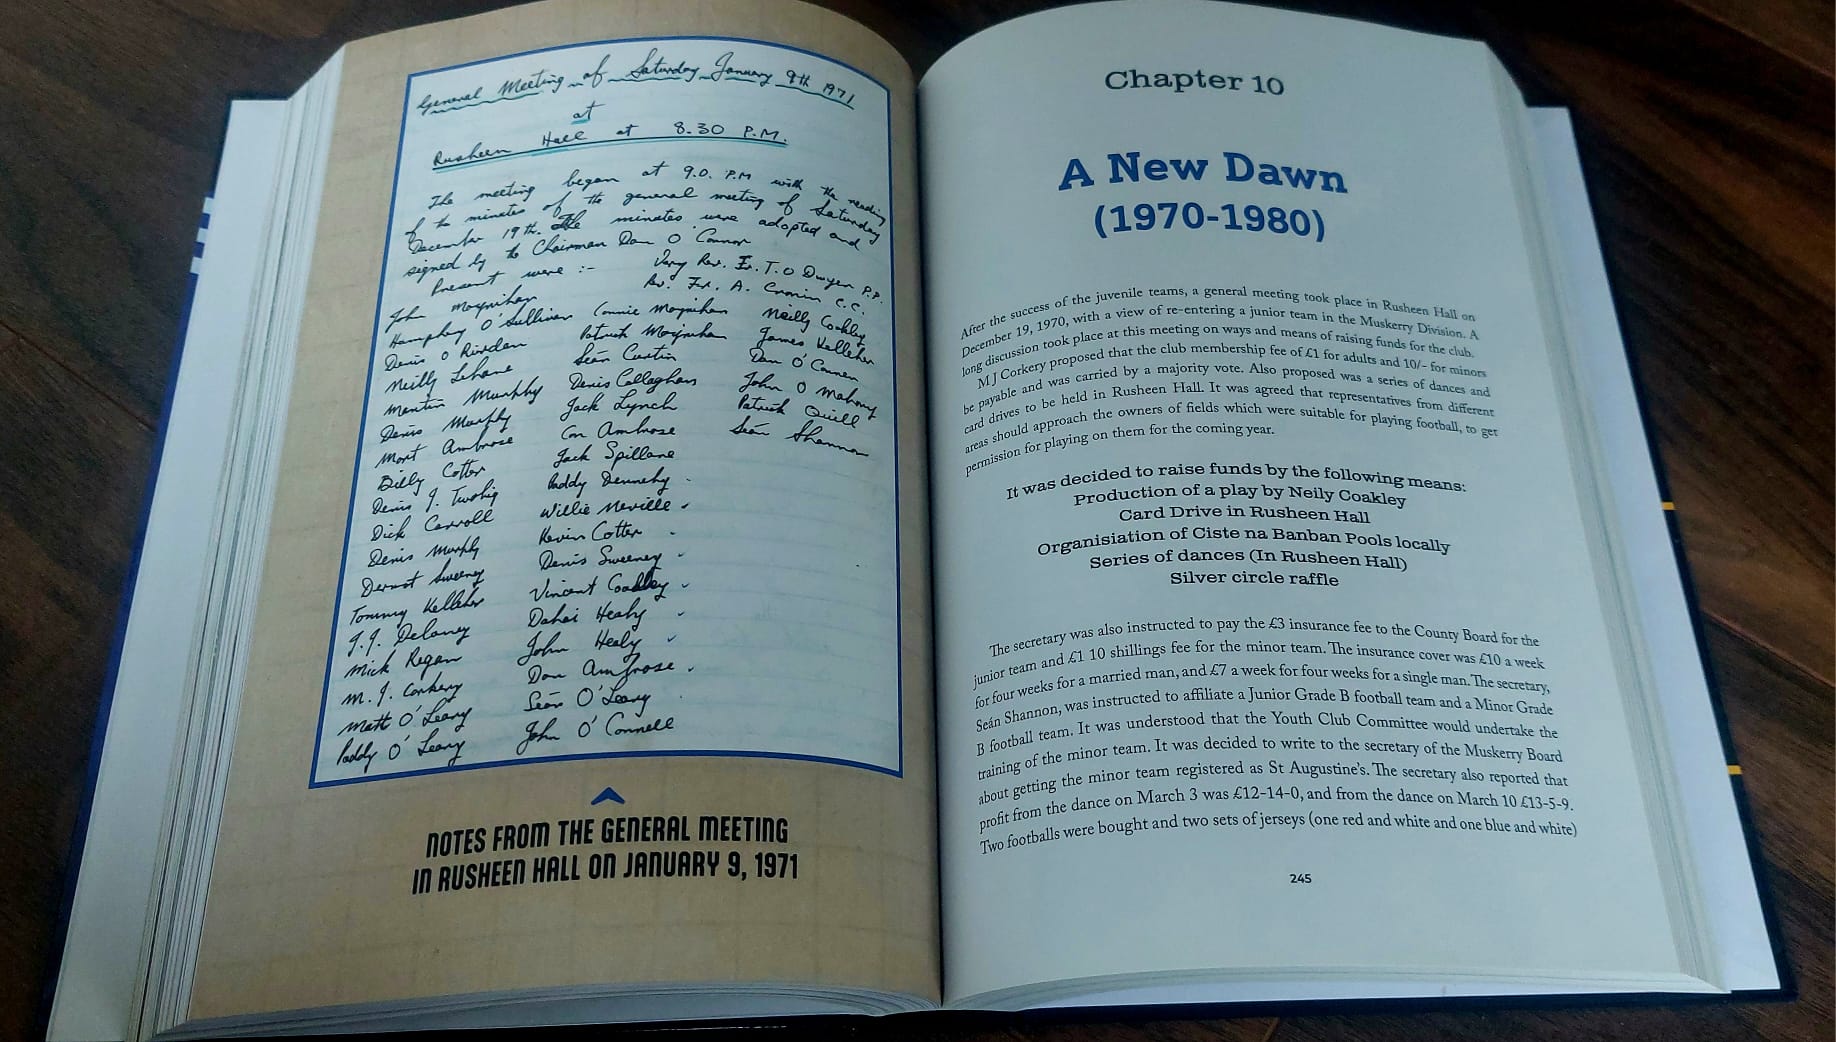 General Meeting of Saturday January 9th 1971
at
Rusheen Hall at 8.30 P.M.
The meeting began at 9.0. P.M with the reading
of the minutes of the general meeting of Saturday
December 19th. The minutes were adopted and
signed by the Chairman Dan O'Connor
Present were :- Very Rev. Fr. T. O Dwyer P.P.
Rev. Fr. A. Cronin C.C.
John Moynihan Connie Moynihan Neilly Coakley
Humphry O'Sullivan Patrick Moynihan James Kelleher
Denis O Riordan Seán Curtin Dan O'Connor
Neilly Lehane Denis Callaghan John O Mahony
Murphy Jack Lynch Patrick Quill
Denis Murphy Con Ambrose Seán Shannon
Mort Ambrose Jack Spillane
Billy Cotter Paddy Dennehy
Denis J. Twohig Willie Neville
Dick Carroll Kevin Cotter
Denis Murphy Denis Sweeney
Dermot Sweeney Vincent Coakley
Tommy Kelleher Dahai Healy
J.J. Delaney John Healy
Mick Regan Dan Ambrose
M.J. Corkery Seán O'Leary
Matt O'Leary John O'Connell
Paddy O'Leary
NOTES FROM THE GENERAL MEETING
IN RUSHEEN HALL ON JANUARY 9, 1971
Chapter 10
A New Dawn
(1970-1980)
After the success of the juvenile teams, a general meeting took place in Rusheen Hall on
December 19, 1970, with a view of re-entering a junior team in the Muskerry Division. A
long discussion took place at this meeting on ways and means of raising funds for the club.
M J Corkery proposed that the club membership fee of £1 for adults and 10/- for minors
be payable and was carried by a majority vote. Also proposed was a series of dances and
card drives to be held in Rusheen Hall. It was agreed that representatives from different
areas should approach the owners of fields which were suitable for playing football, to get
permission for playing on them for the coming year.
It was decided to raise funds by the following means:
Production of a play by Neily Coakley
Card Drive in Rusheen Hall
Organisiation of Ciste na Banban Pools locally
Series of dances (In Rusheen Hall)
Silver circle raffle
The secretary was also instructed to pay the £3 insurance fee to the County Board for the
junior team and £1 10 shillings fee for the minor team. The insurance cover was £10 a week
for four weeks for a married man, and £7 a week for four weeks for a single man. The secretary,
Seán Shannon, was instructed to affiliate a Junior Grade B football team and a Minor Grade
B football team. It was understood that the Youth Club Committee would undertake the
training of the minor team. It was decided to write to the secretary of the Muskerry Board
about getting the minor team registered as St Augustine's. The secretary also reported that
profit from the dance on March 3 was £12-14-0, and from the dance on March 10 £13-5-9.
Two footballs were bought and two sets of jerseys (one red and white and one blue and white)
245